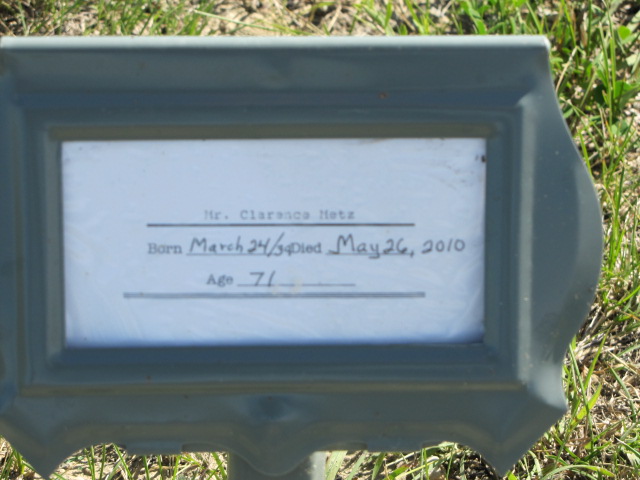 Mr. Clarence Metz
Born March 24/39 Died May 26, 2010
Age 71